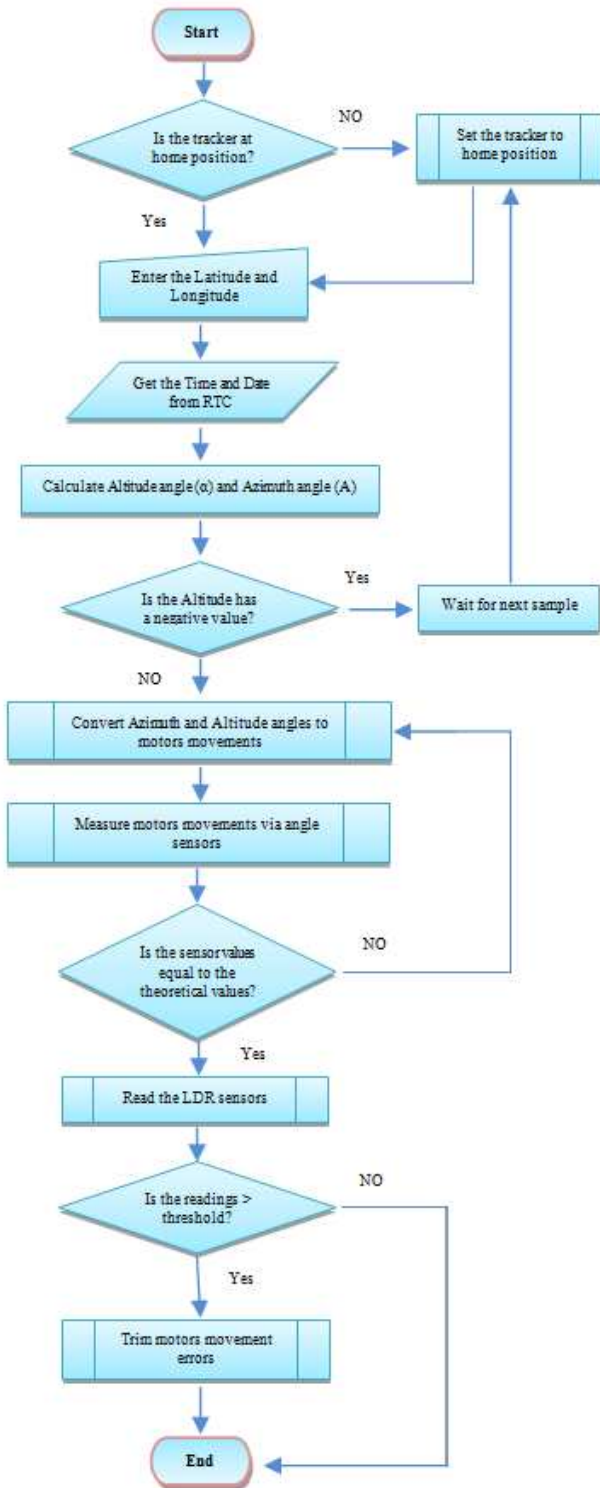 Start
Is the tracker at
home position?
NO
Set the tracker to
home position
Yes
Enter the Latitude and
Longitude
Get the Time and Date
from RTC
Calculate Altitude angle (α) and Azimuth angle (A)
Is the Altitude has
a negative value?
Yes
Wait for next sample
NO
Convert Azimuth and Altitude angles to
motors movements
Measure motors movements via angle
sensors
Is the sensor values
equal to the
theoretical values?
NO
Yes
Read the LDR sensors
Is the readings >
threshold?
NO
Yes
Trim motors movement
errors
End